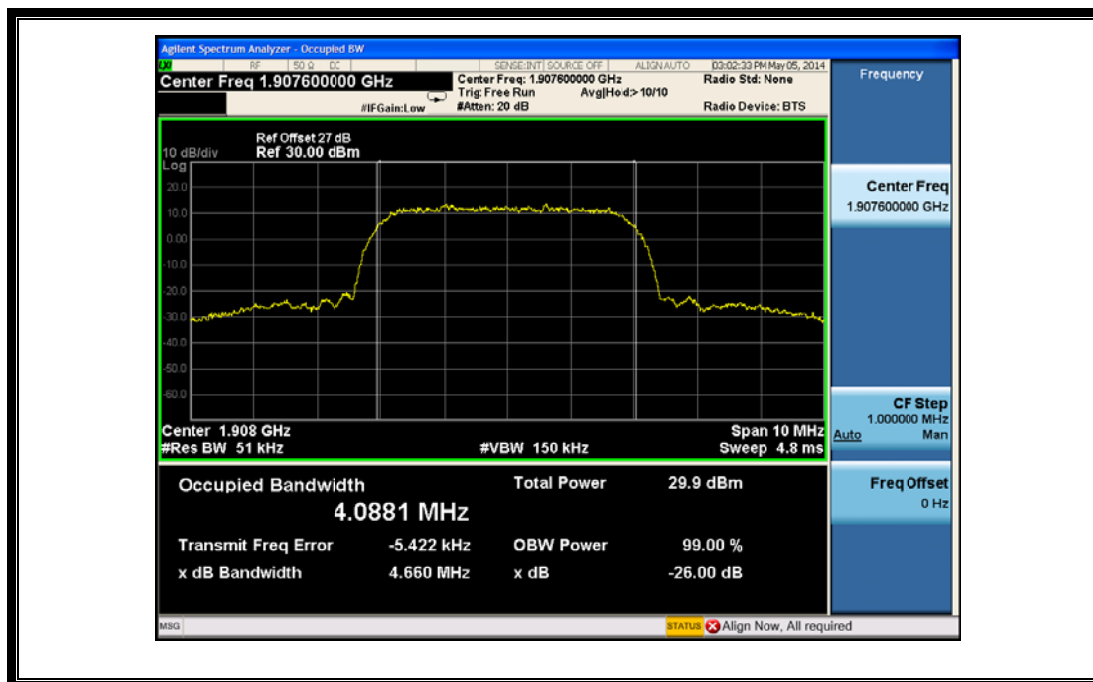 Agilent Spectrum Analyzer - Occupied BW
LXI RF 50 Ω DC SENSE:INT SOURCE OFF ALIGNAUTO 03:02:33 PM May 05, 2014
Center Freq 1.907600000 GHz
Center Freq: 1.907600000 GHz
Radio Std: None
Trig: Free Run Avg|Hold:> 10/10
#IFGain:Low #Atten: 20 dB Radio Device: BTS
Ref Offset 27 dB
10 dB/div Ref 30.00 dBm
Log
20.0
10.0
0.00
-10.0
-20.0
-30.0
-40.0
-50.0
-60.0
Center 1.908 GHz Span 10 MHz
#Res BW 51 kHz #VBW 150 kHz Sweep 4.8 ms
Occupied Bandwidth Total Power 29.9 dBm
4.0881 MHz
Transmit Freq Error -5.422 kHz OBW Power 99.00 %
x dB Bandwidth 4.660 MHz x dB -26.00 dB
Frequency
Center Freq
1.907600000 GHz
CF Step
1.000000 MHz
Auto Man
Freq Offset
0 Hz
MSG STATUS Align Now, All required